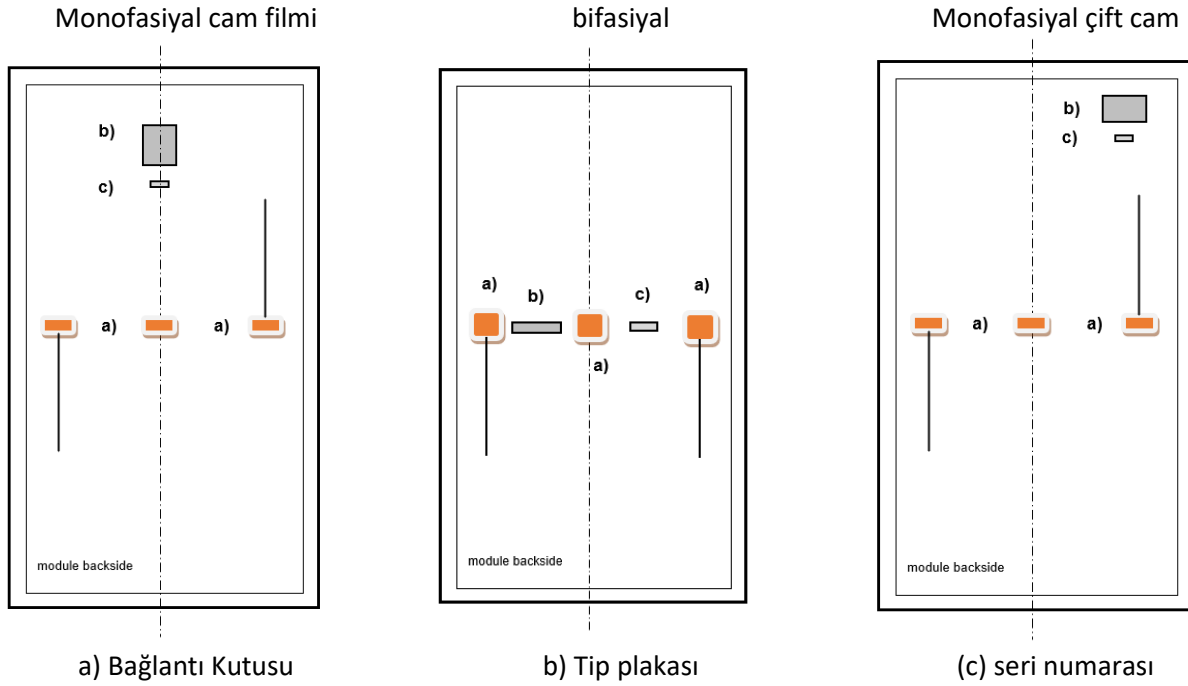 Monofasiyal cam filmi
b)
c)
a)
a)
module backside
bifasiyal
a)
b)
c)
a)
a)
module backside
Monofasiyal çift cam
b)
c)
a)
a)
module backside
a) Bağlantı Kutusu
b) Tip plakası
(c) seri numarası